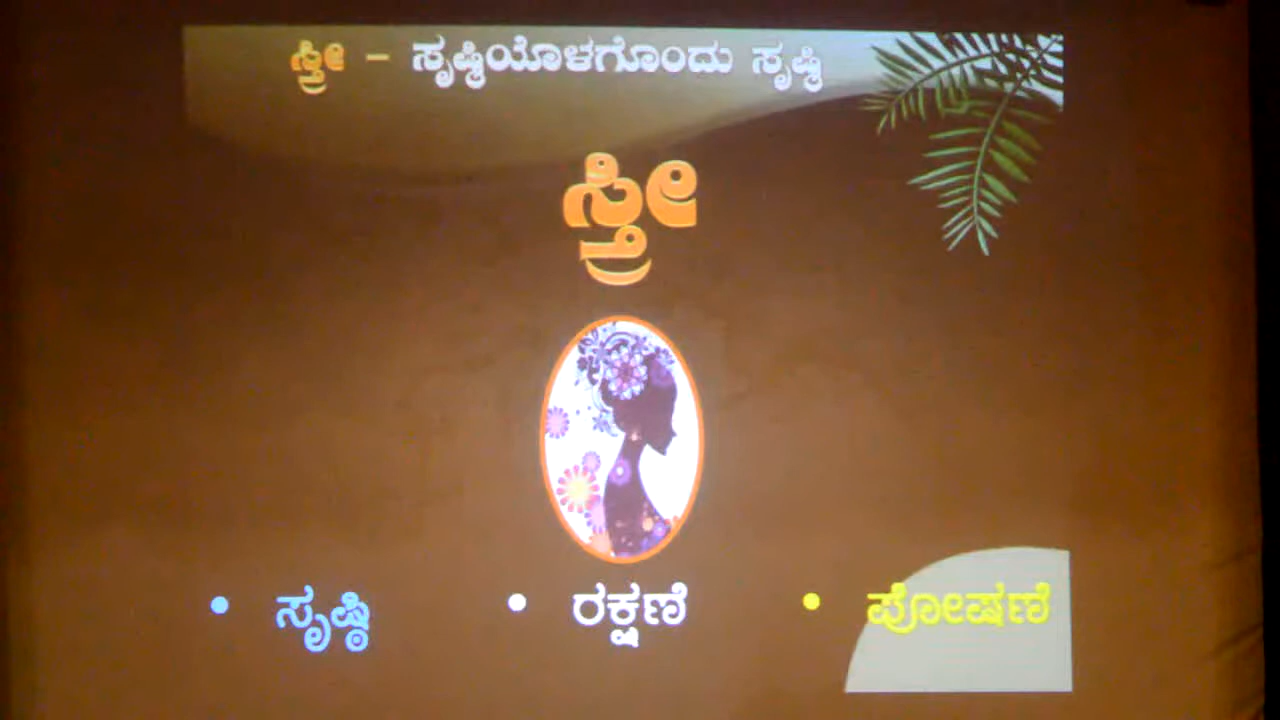 ಸ್ತ್ರೀ – ಸೃಷ್ಠಿಯೊಳಗೊಂದು ಸೃಷ್ಠಿ
ಸ್ತ್ರೀ
• ಸೃಷ್ಠಿ • ರಕ್ಷಣೆ • ಪೋಷಣೆ